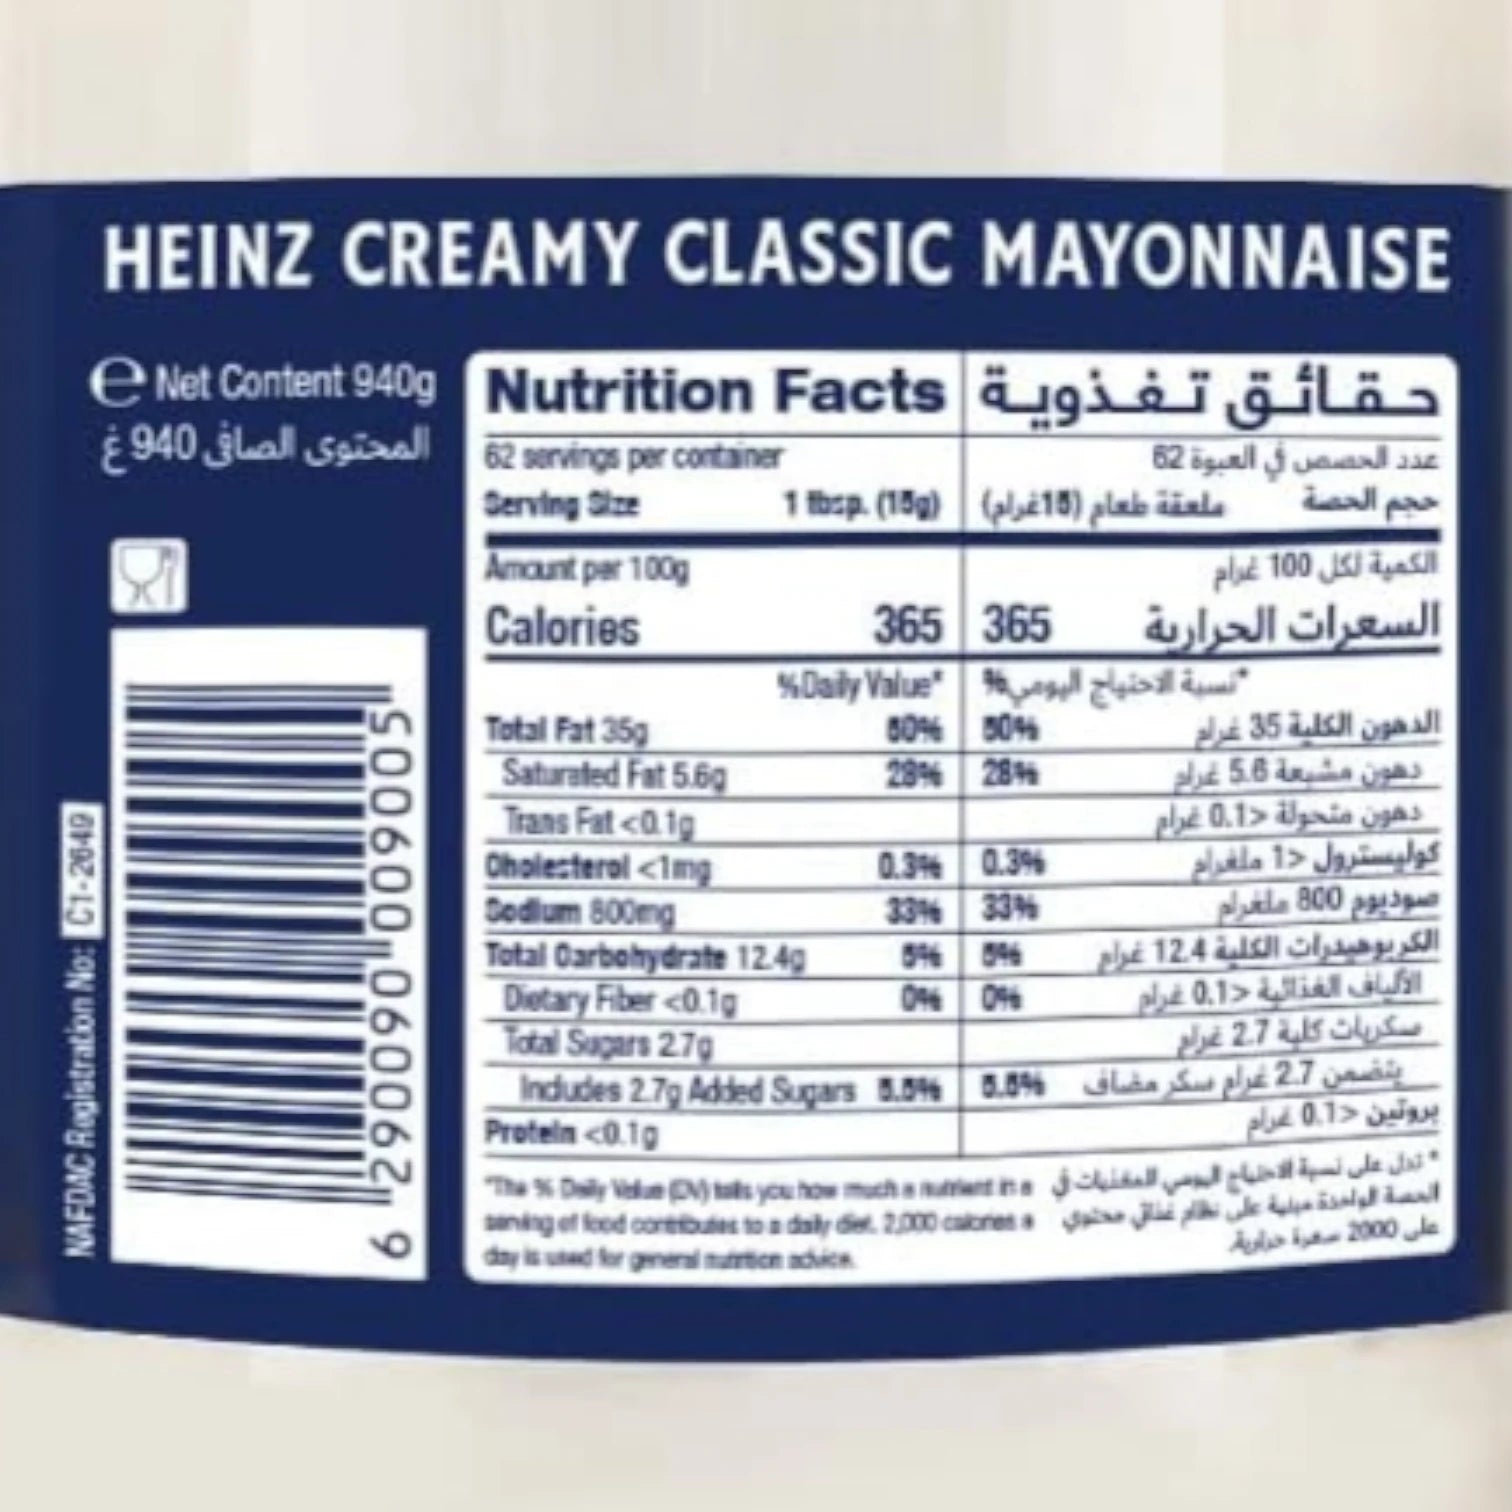 HEINZ CREAMY CLASSIC MAYONNAISE
e Net Content 940g
المحتوى الصافي 940 غ
NAFDAC Registration No: C1-2649
6290090009005
Nutrition Facts
62 servings per container
Serving Size 1 tbsp. (15g)
Amount per 100g
Calories 365
%Daily Value*
Total Fat 35g 50%
Saturated Fat 5.6g 28%
Trans Fat <0.1g
Cholesterol <1mg 0.3%
Sodium 800mg 33%
Total Carbohydrate 12.4g 5%
Dietary Fiber <0.1g 0%
Total Sugars 2.7g
Includes 2.7g Added Sugars 5.5%
Protein <0.1g
*The % Daily Value (DV) tells you how much a nutrient in a
serving of food contributes to a daily diet. 2,000 calories a
day is used for general nutrition advice.
حقائق تغذوية
عدد الحصص في العبوة 62
حجم الحصة ملعقة طعام (15غرام)
الكمية لكل 100 غرام
السعرات الحرارية 365
*نسبة الاحتياج اليومي%
الدهون الكلية 35 غرام 50%
دهون مشبعة 5.6 غرام 28%
دهون متحولة <0.1 غرام
كوليسترول <1 ملغرام 0.3%
صوديوم 800 ملغرام 33%
الكربوهيدرات الكلية 12.4 غرام 5%
الألياف الغذائية <0.1 غرام 0%
سكريات كلية 2.7 غرام
يتضمن 2.7 غرام سكر مضاف 5.5%
بروتين <0.1 غرام
* تدل على نسبة الاحتياج اليومي المغذيات في
الحصة الواحدة مبنية على نظام غذائي محتوي
على 2000 سعرة حرارية.